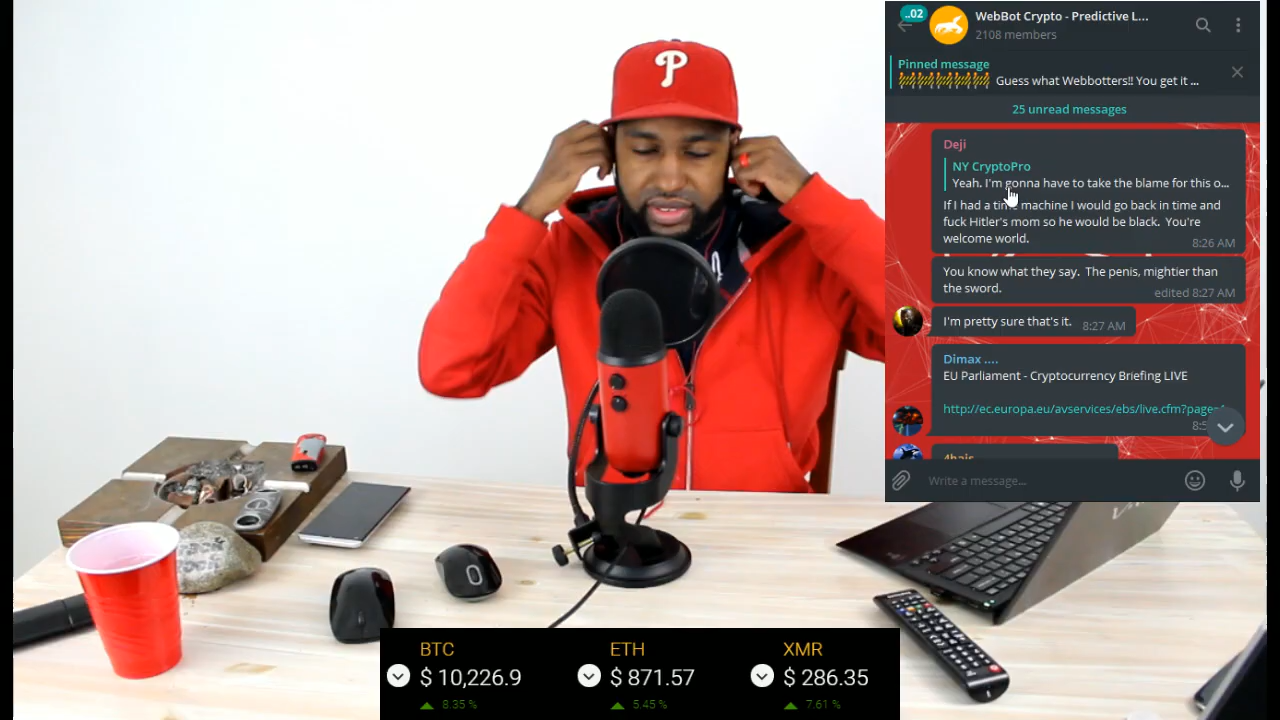 ..02
WebBot Crypto - Predictive L...
2108 members
Pinned message
Guess what Webbotters!! You get it ...
25 unread messages
Deji
NY CryptoPro
Yeah. I'm gonna have to take the blame for this o...
If I had a time machine I would go back in time and
fuck Hitler's mom so he would be black. You're
welcome world.
8:26 AM
You know what they say. The penis, mightier than
the sword.
edited 8:27 AM
I'm pretty sure that's it.
8:27 AM
Dimax ....
EU Parliament - Cryptocurrency Briefing LIVE
http://ec.europa.eu/avservices/ebs/live.cfm?page=
Write a message...
P
BTC
$ 10,226.9
8.35 %
ETH
$ 871.57
5.45 %
XMR
$ 286.35
7.61 %